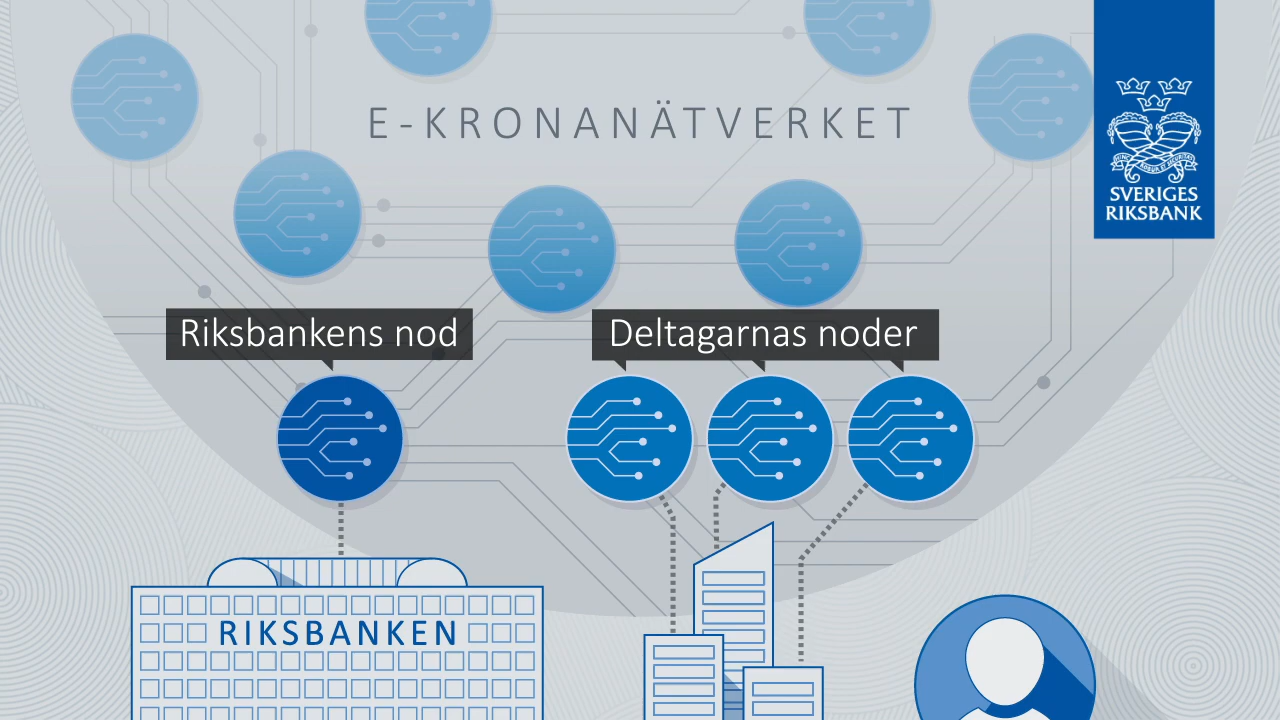 E-KRONANÄTVERKET
SVERIGES
RIKSBANK
Riksbankens nod
Deltagarnas noder
RIKSBANKEN